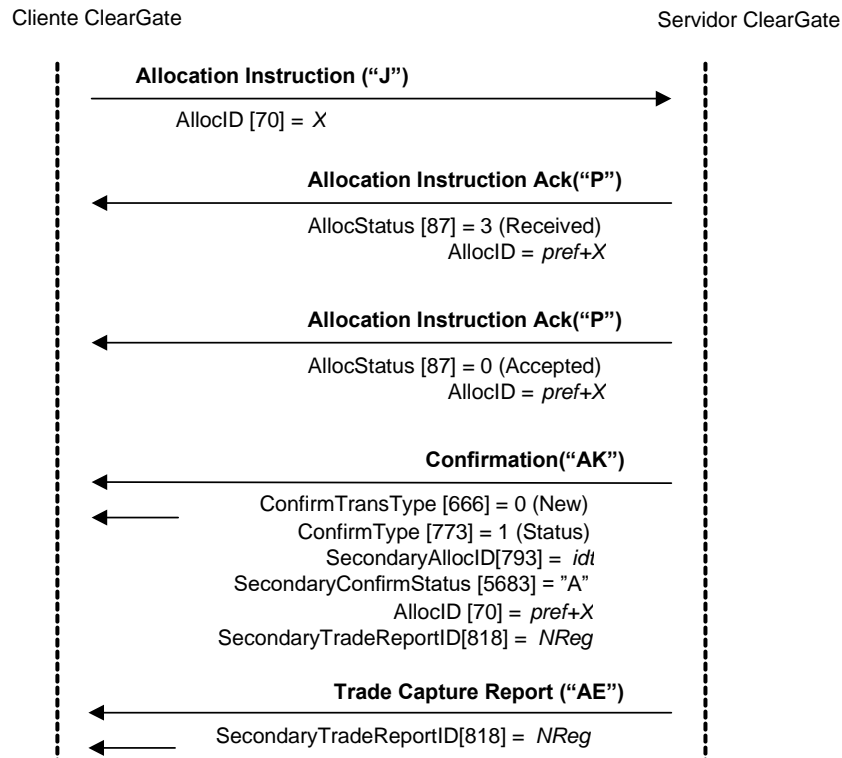 Cliente ClearGate
Servidor ClearGate
Allocation Instruction (“J”)
AllocID [70] = X
Allocation Instruction Ack(“P”)
AllocStatus [87] = 3 (Received)
AllocID = pref+X
Allocation Instruction Ack(“P”)
AllocStatus [87] = 0 (Accepted)
AllocID = pref+X
Confirmation(“AK”)
ConfirmTransType [666] = 0 (New)
ConfirmType [773] = 1 (Status)
SecondaryAllocID[793] = idt
SecondaryConfirmStatus [5683] = ”A”
AllocID [70] = pref+X
SecondaryTradeReportID[818] = NReg
Trade Capture Report (“AE”)
SecondaryTradeReportID[818] = NReg